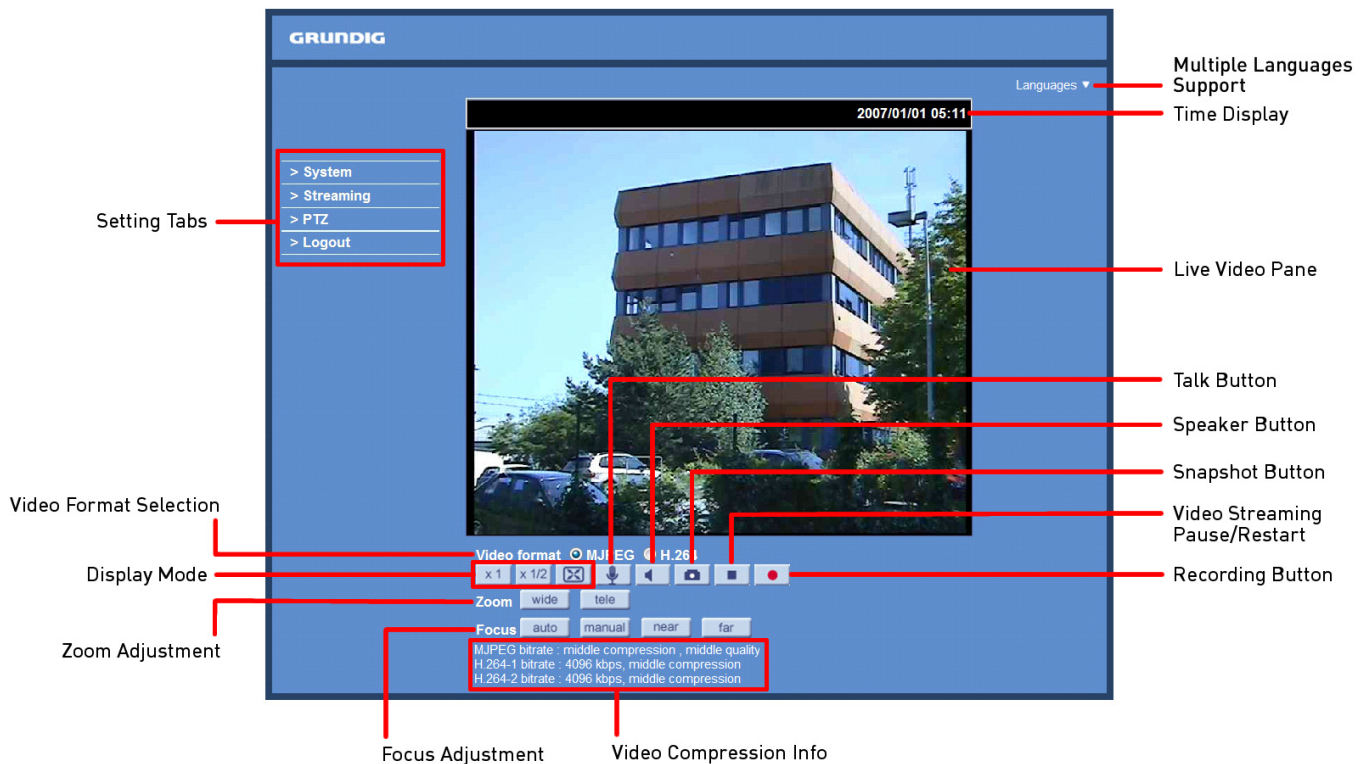 GRUNDIG
Languages ▼
Multiple Languages
Support
2007/01/01 05:11
Time Display
Setting Tabs
> System
> Streaming
> PTZ
> Logout
Live Video Pane
Talk Button
Speaker Button
Snapshot Button
Video Streaming
Pause/Restart
Recording Button
Video Format Selection
Video format MJPEG H.264
Display Mode
x 1 x 1/2
Zoom wide tele
Zoom Adjustment
Focus auto manual near far
MJPEG bitrate : middle compression , middle quality
H.264-1 bitrate : 4096 kbps, middle compression
H.264-2 bitrate : 4096 kbps, middle compression
Focus Adjustment
Video Compression Info